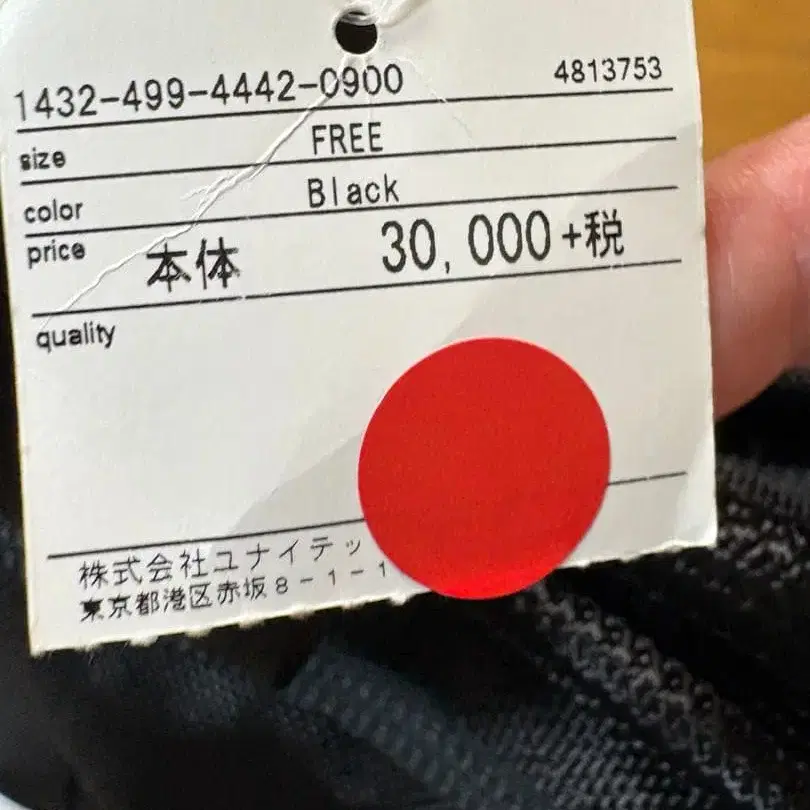 1432-499-4442-0900 4813753
size FREE
color Black
price 本体 30,000+税
quality
株式会社ユナイテッ
東京都港区赤坂8-1-1